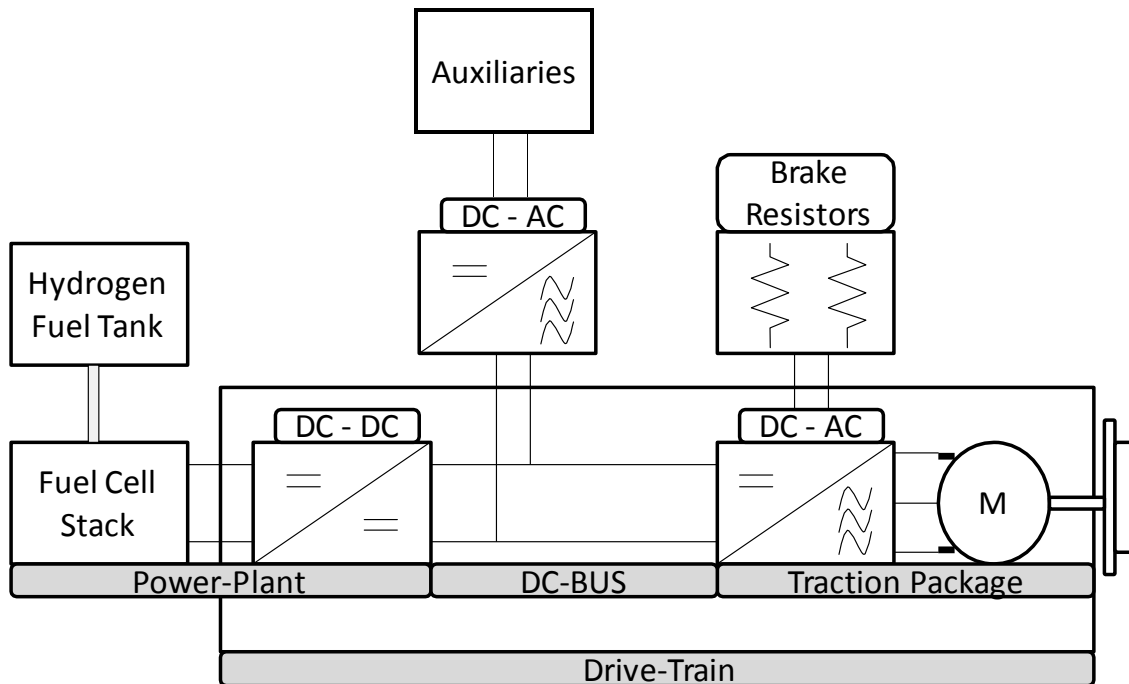 Auxiliaries
DC - AC
Brake
Resistors
Hydrogen
Fuel Tank
DC - DC
DC - AC
Fuel Cell
Stack
M
Power-Plant
DC-BUS
Traction Package
Drive-Train